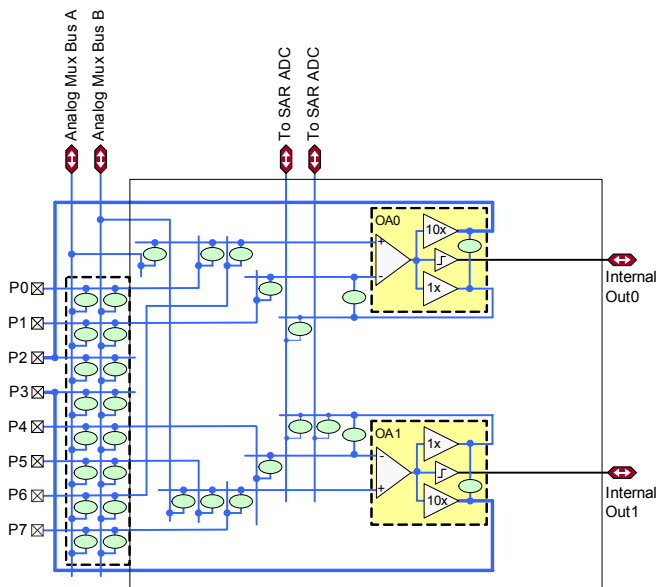 Analog Mux Bus A
Analog Mux Bus B
To SAR ADC
To SAR ADC
OA0
10x
+
-
1x
Internal
Out0
P0
P1
P2
P3
P4
P5
P6
P7
OA1
1x
-
+
10x
Internal
Out1